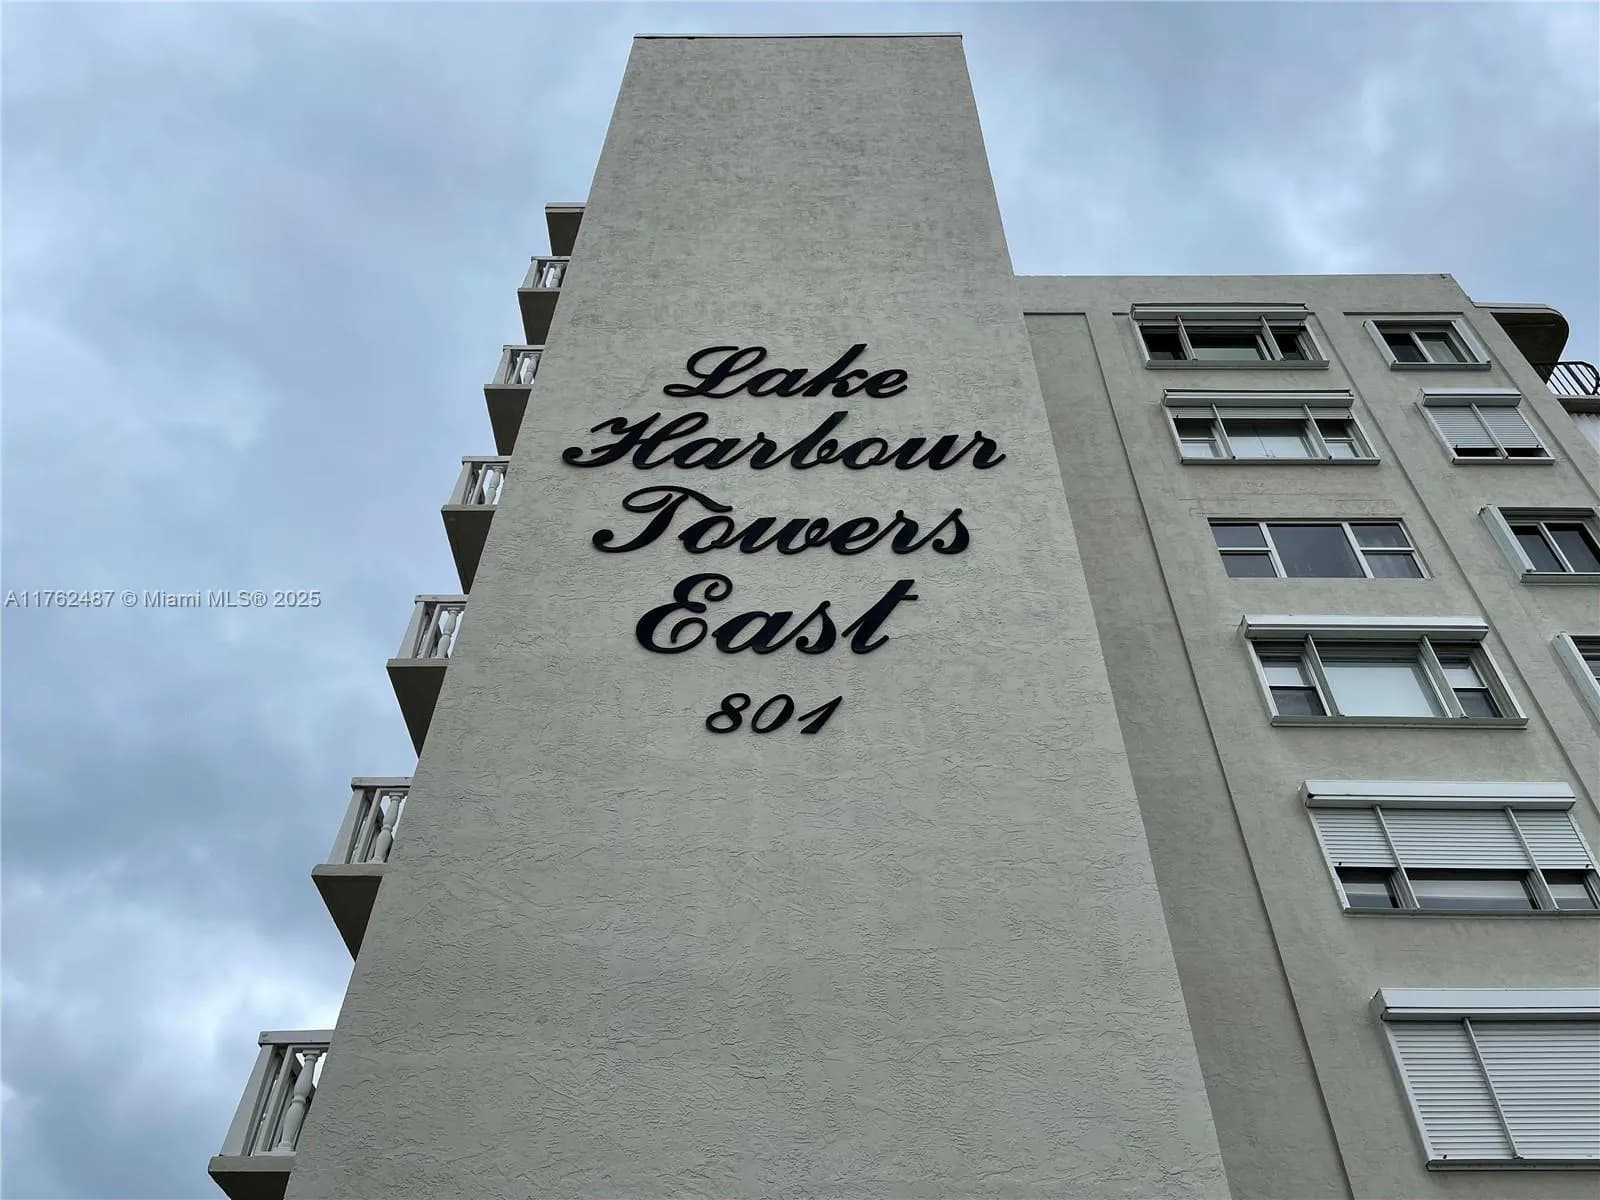 Lake
Harbour
Towers
East
801
A11762487 © Miami MLS® 2025